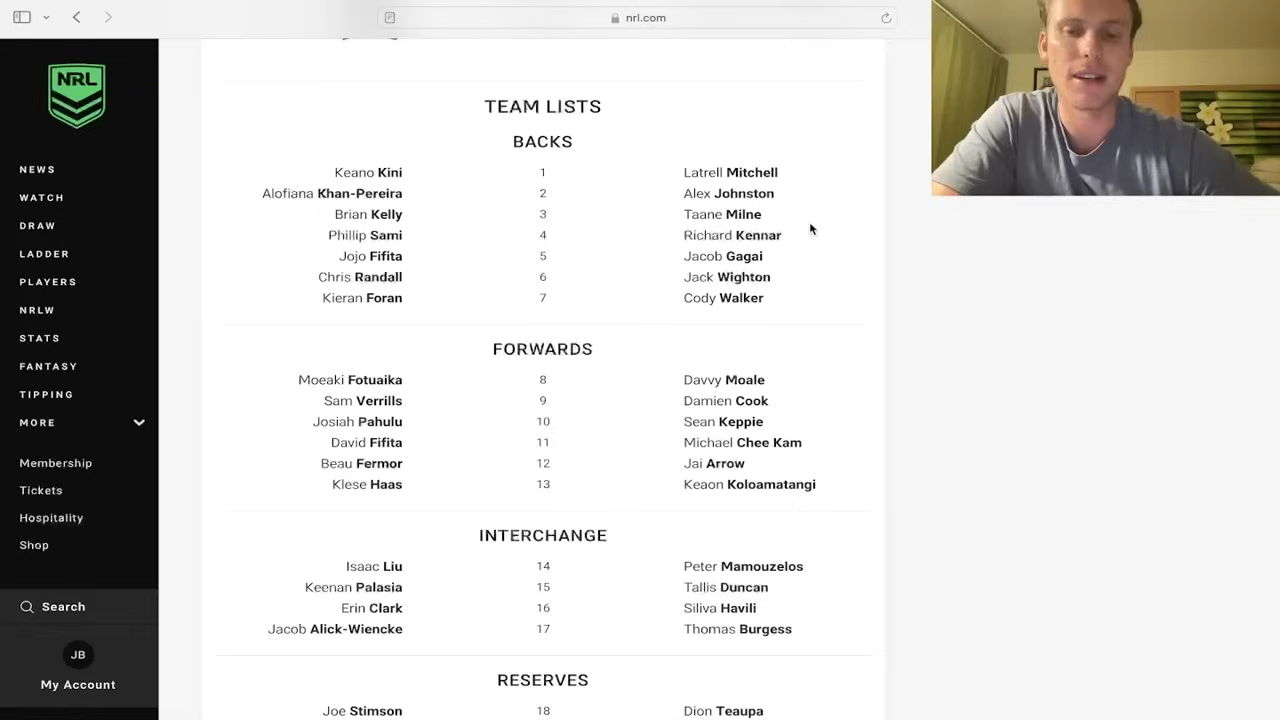 nrl.com
NRL
NEWS
WATCH
DRAW
LADDER
PLAYERS
NRLW
STATS
FANTASY
TIPPING
MORE
Membership
Tickets
Hospitality
Shop
Search
JB
My Account
TEAM LISTS
BACKS
Keano Kini 1 Latrell Mitchell
Alofiana Khan-Pereira 2 Alex Johnston
Brian Kelly 3 Taane Milne
Phillip Sami 4 Richard Kennar
Jojo Fifita 5 Jacob Gagai
Chris Randall 6 Jack Wighton
Kieran Foran 7 Cody Walker
FORWARDS
Moeaki Fotuaika 8 Davvy Moale
Sam Verrills 9 Damien Cook
Josiah Pahulu 10 Sean Keppie
David Fifita 11 Michael Chee Kam
Beau Fermor 12 Jai Arrow
Klese Haas 13 Keaon Koloamatangi
INTERCHANGE
Isaac Liu 14 Peter Mamouzelos
Keenan Palasia 15 Tallis Duncan
Erin Clark 16 Siliva Havili
Jacob Alick-Wiencke 17 Thomas Burgess
RESERVES
Joe Stimson 18 Dion Teaupa